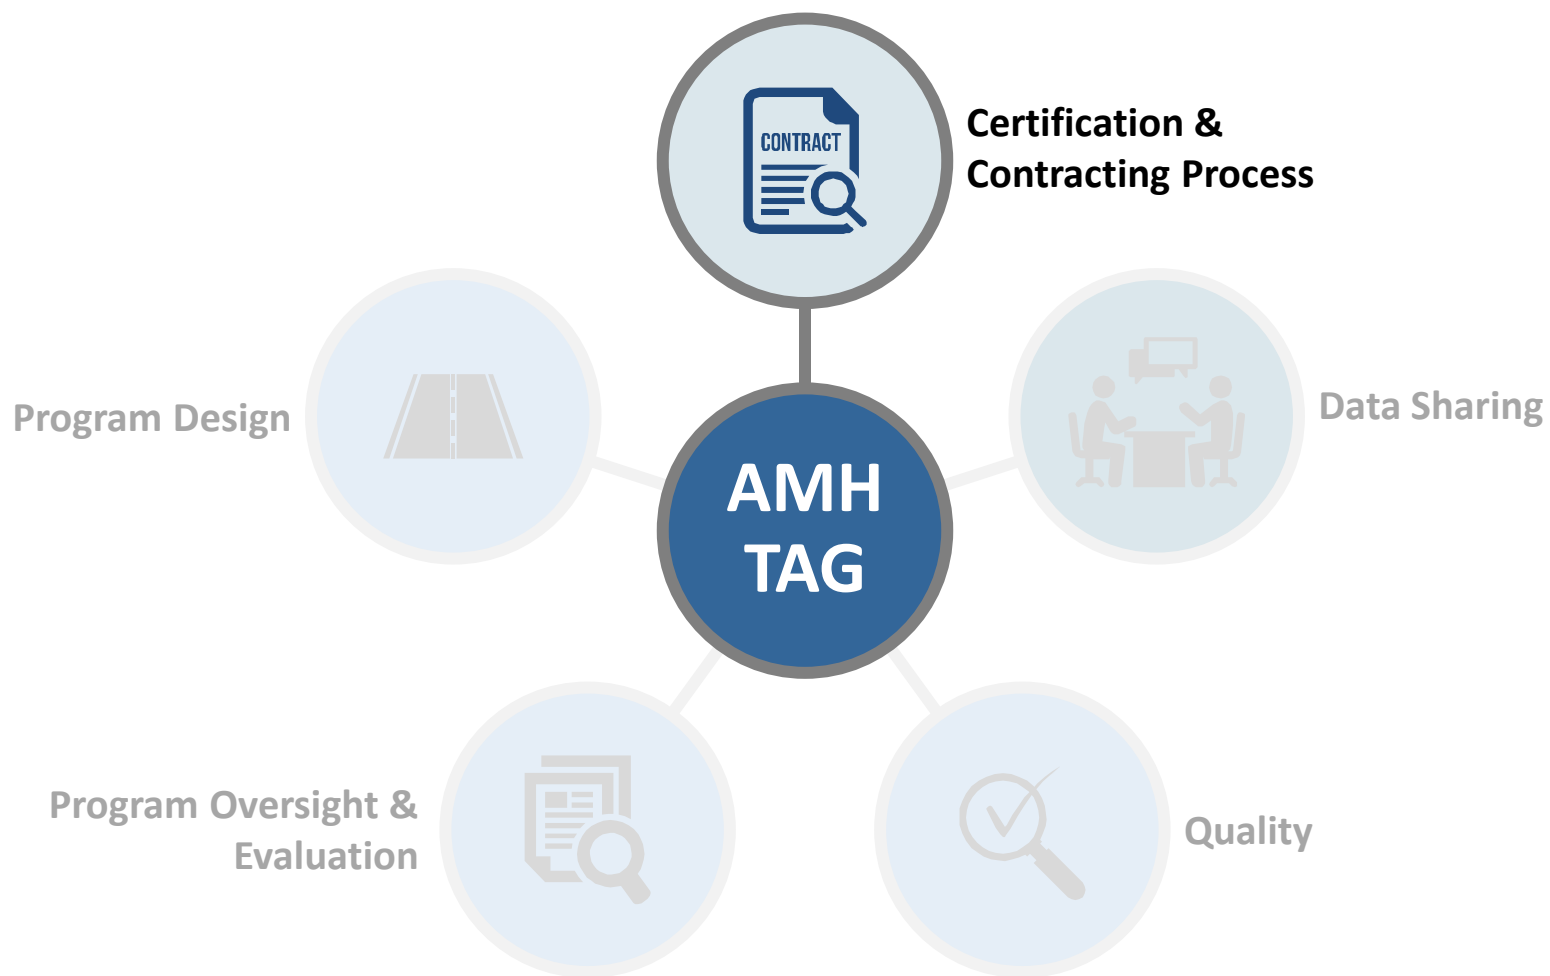 CONTRACT
Certification &
Contracting Process
Program Design
Data Sharing
AMH
TAG
Program Oversight &
Evaluation
Quality